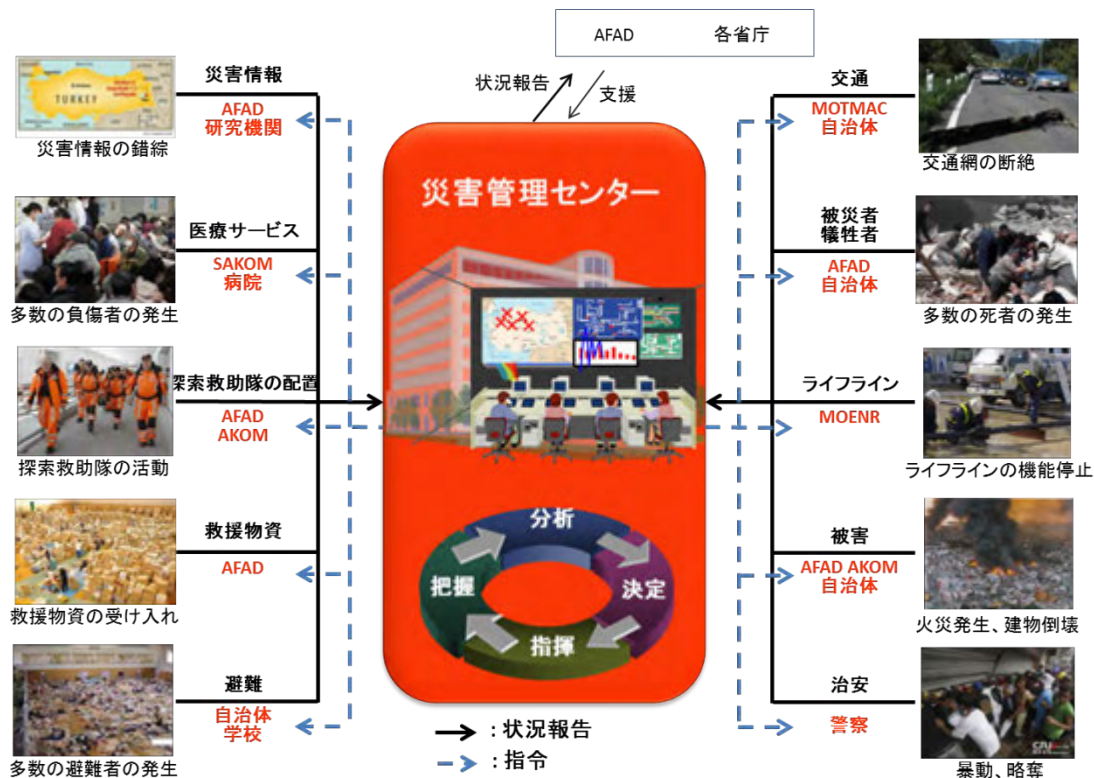 AFAD 各省庁
状況報告
支援
災害情報
AFAD
研究機関
災害情報の錯綜
医療サービス
SAKOM
病院
多数の負傷者の発生
探索救助隊の配置
AFAD
AKOM
探索救助隊の活動
救援物資
AFAD
救援物資の受け入れ
避難
自治体
学校
多数の避難者の発生
災害管理センター
分析
決定
指揮
把握
: 状況報告
: 指令
交通
MOTMAC
自治体
交通網の断絶
被災者
犠牲者
AFAD
自治体
多数の死者の発生
ライフライン
MOENR
ライフラインの機能停止
被害
AFAD AKOM
自治体
火災発生、建物倒壊
治安
警察
暴動、略奪
TURKEY